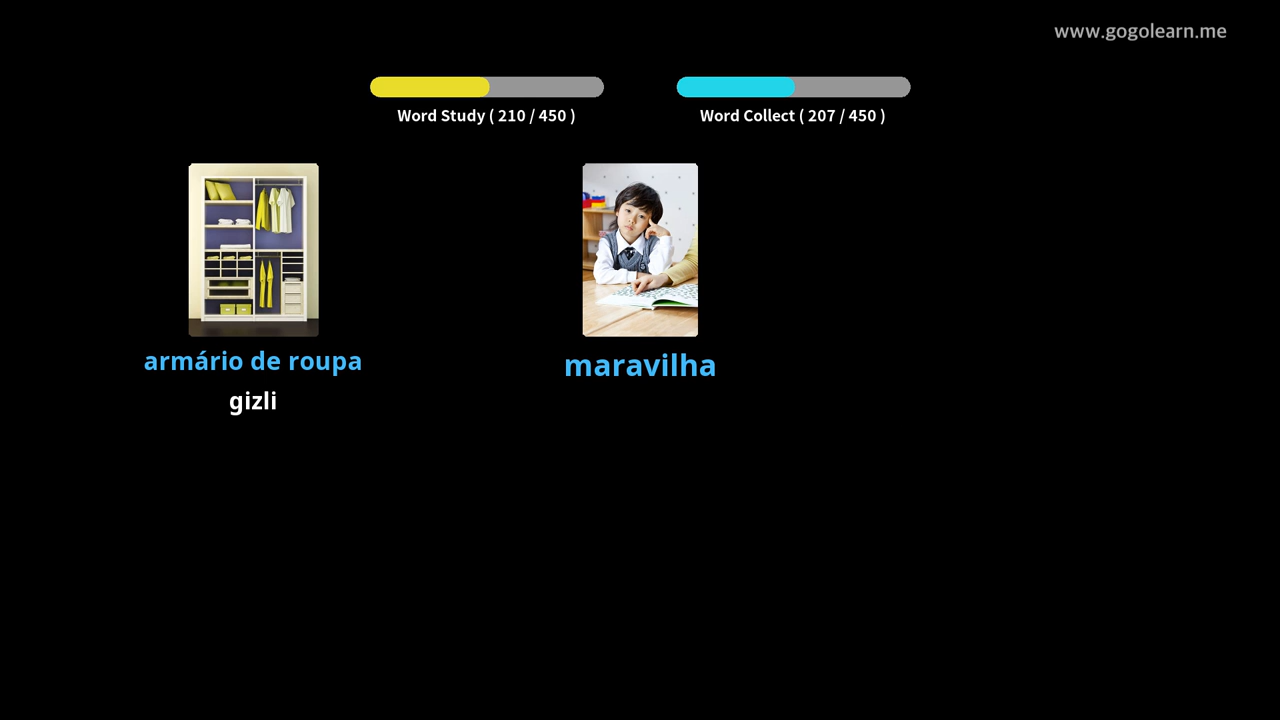 www.gogolearn.me
Word Study ( 210 / 450 )
Word Collect ( 207 / 450 )
armário de roupa
gizli
maravilha